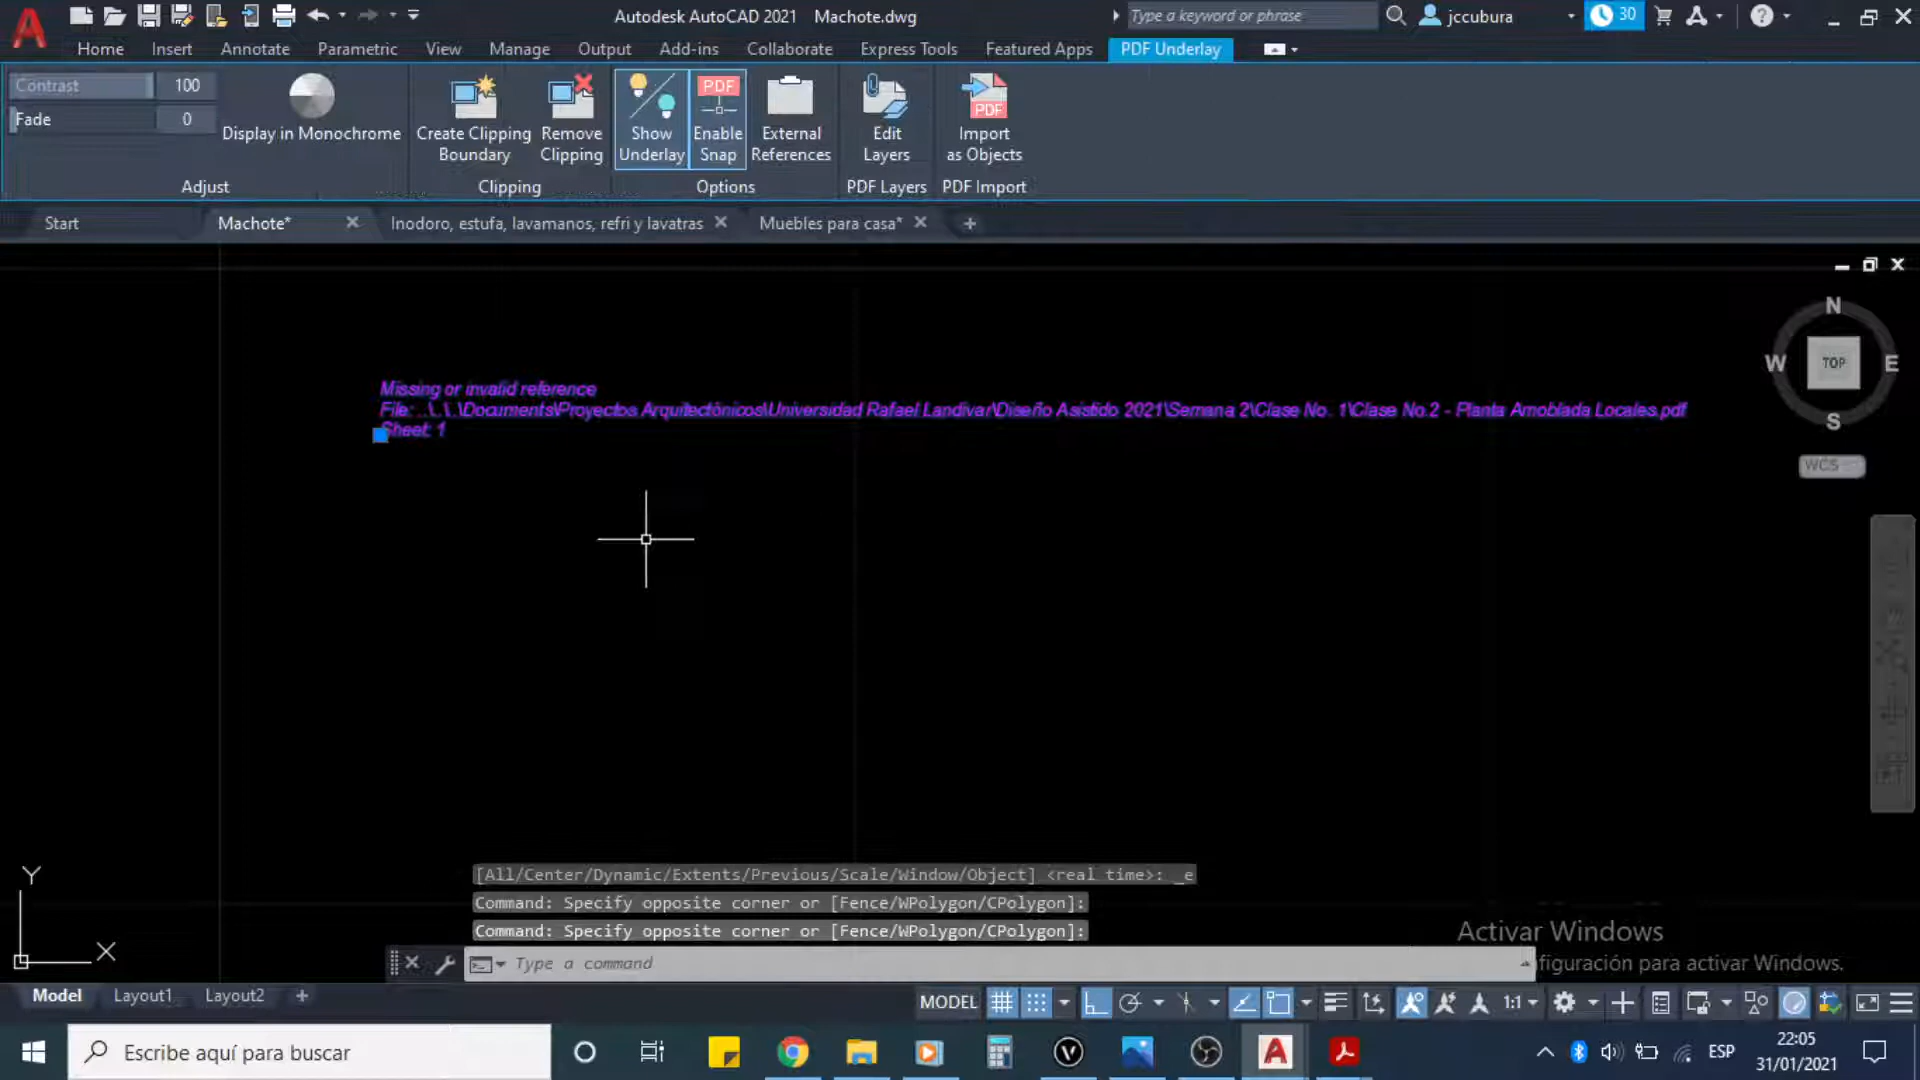 Autodesk AutoCAD 2021 Machote.dwg
Type a keyword or phrase
jccubura
30
Home Insert Annotate Parametric View Manage Output Add-ins Collaborate Express Tools Featured Apps PDF Underlay
Contrast 100
Fade 0
Display in Monochrome
Create Clipping Boundary
Remove Clipping
Show Underlay
PDF
Enable Snap
External References
Edit Layers
PDF
Import as Objects
Adjust Clipping Options PDF Layers PDF Import
Start Machote* Inodoro, estufa, lavamanos, refri y lavatras Muebles para casa*
N
W TOP E
S
WCS
Missing or invalid reference
File: ..\..\..\Documents\Proyectos Arquitectónicos\Universidad Rafael Landivar\Diseño Asistido 2021\Semana 2\Clase No. 1\Clase No.2 - Planta Amoblada Locales.pdf
Sheet: 1
Y
X
[All/Center/Dynamic/Extents/Previous/Scale/Window/Object] <real time>: _e
Command: Specify opposite corner or [Fence/WPolygon/CPolygon]:
Command: Specify opposite corner or [Fence/WPolygon/CPolygon]:
Type a command
Activar Windows
nfiguración para activar Windows.
Model Layout1 Layout2
MODEL 1:1
Escribe aquí para buscar
ESP
22:05
31/01/2021